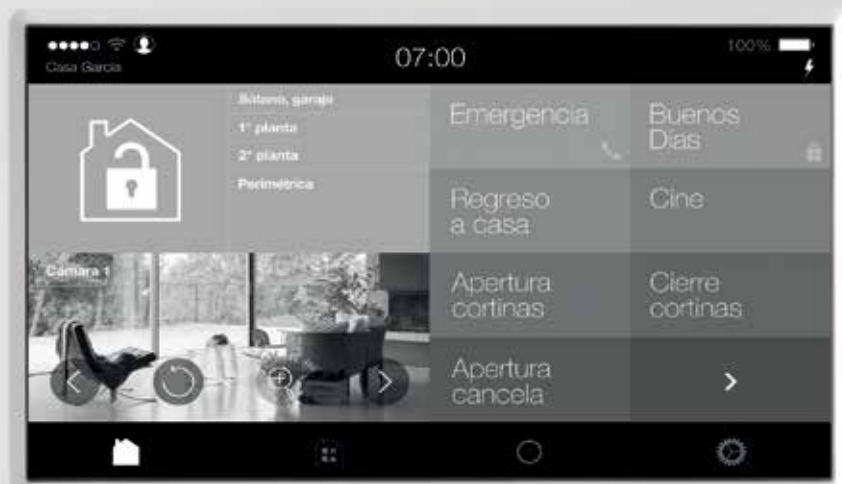 Casa Garcia
07:00
100%
Sótano, garaje
1ª planta
2ª planta
Perimétrica
Cámara 1
Emergencia
Buenos
Días
Regreso
a casa
Cine
Apertura
cortinas
Cierre
cortinas
Apertura
cancela